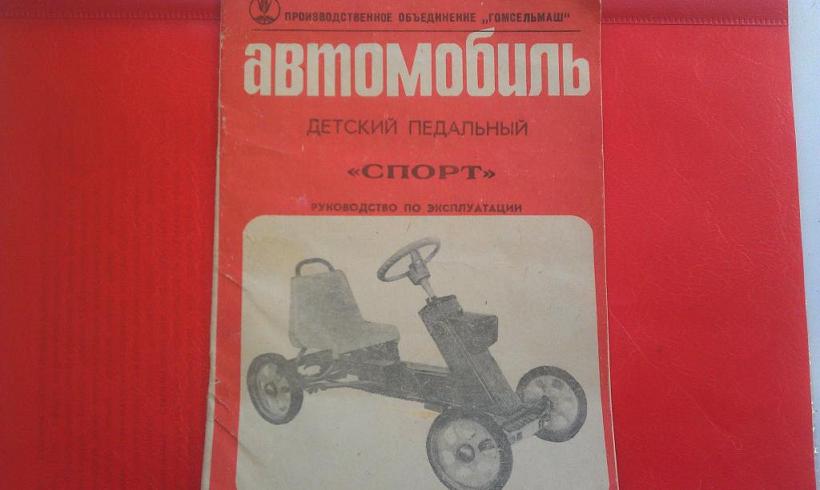 ПРОИЗВОДСТВЕННОЕ ОБЪЕДИНЕНИЕ „ГОМСЕЛЬМАШ"
автомобиль
ДЕТСКИЙ ПЕДАЛЬНЫЙ
«СПОРТ»
РУКОВОДСТВО ПО ЭКСПЛУАТАЦИИ